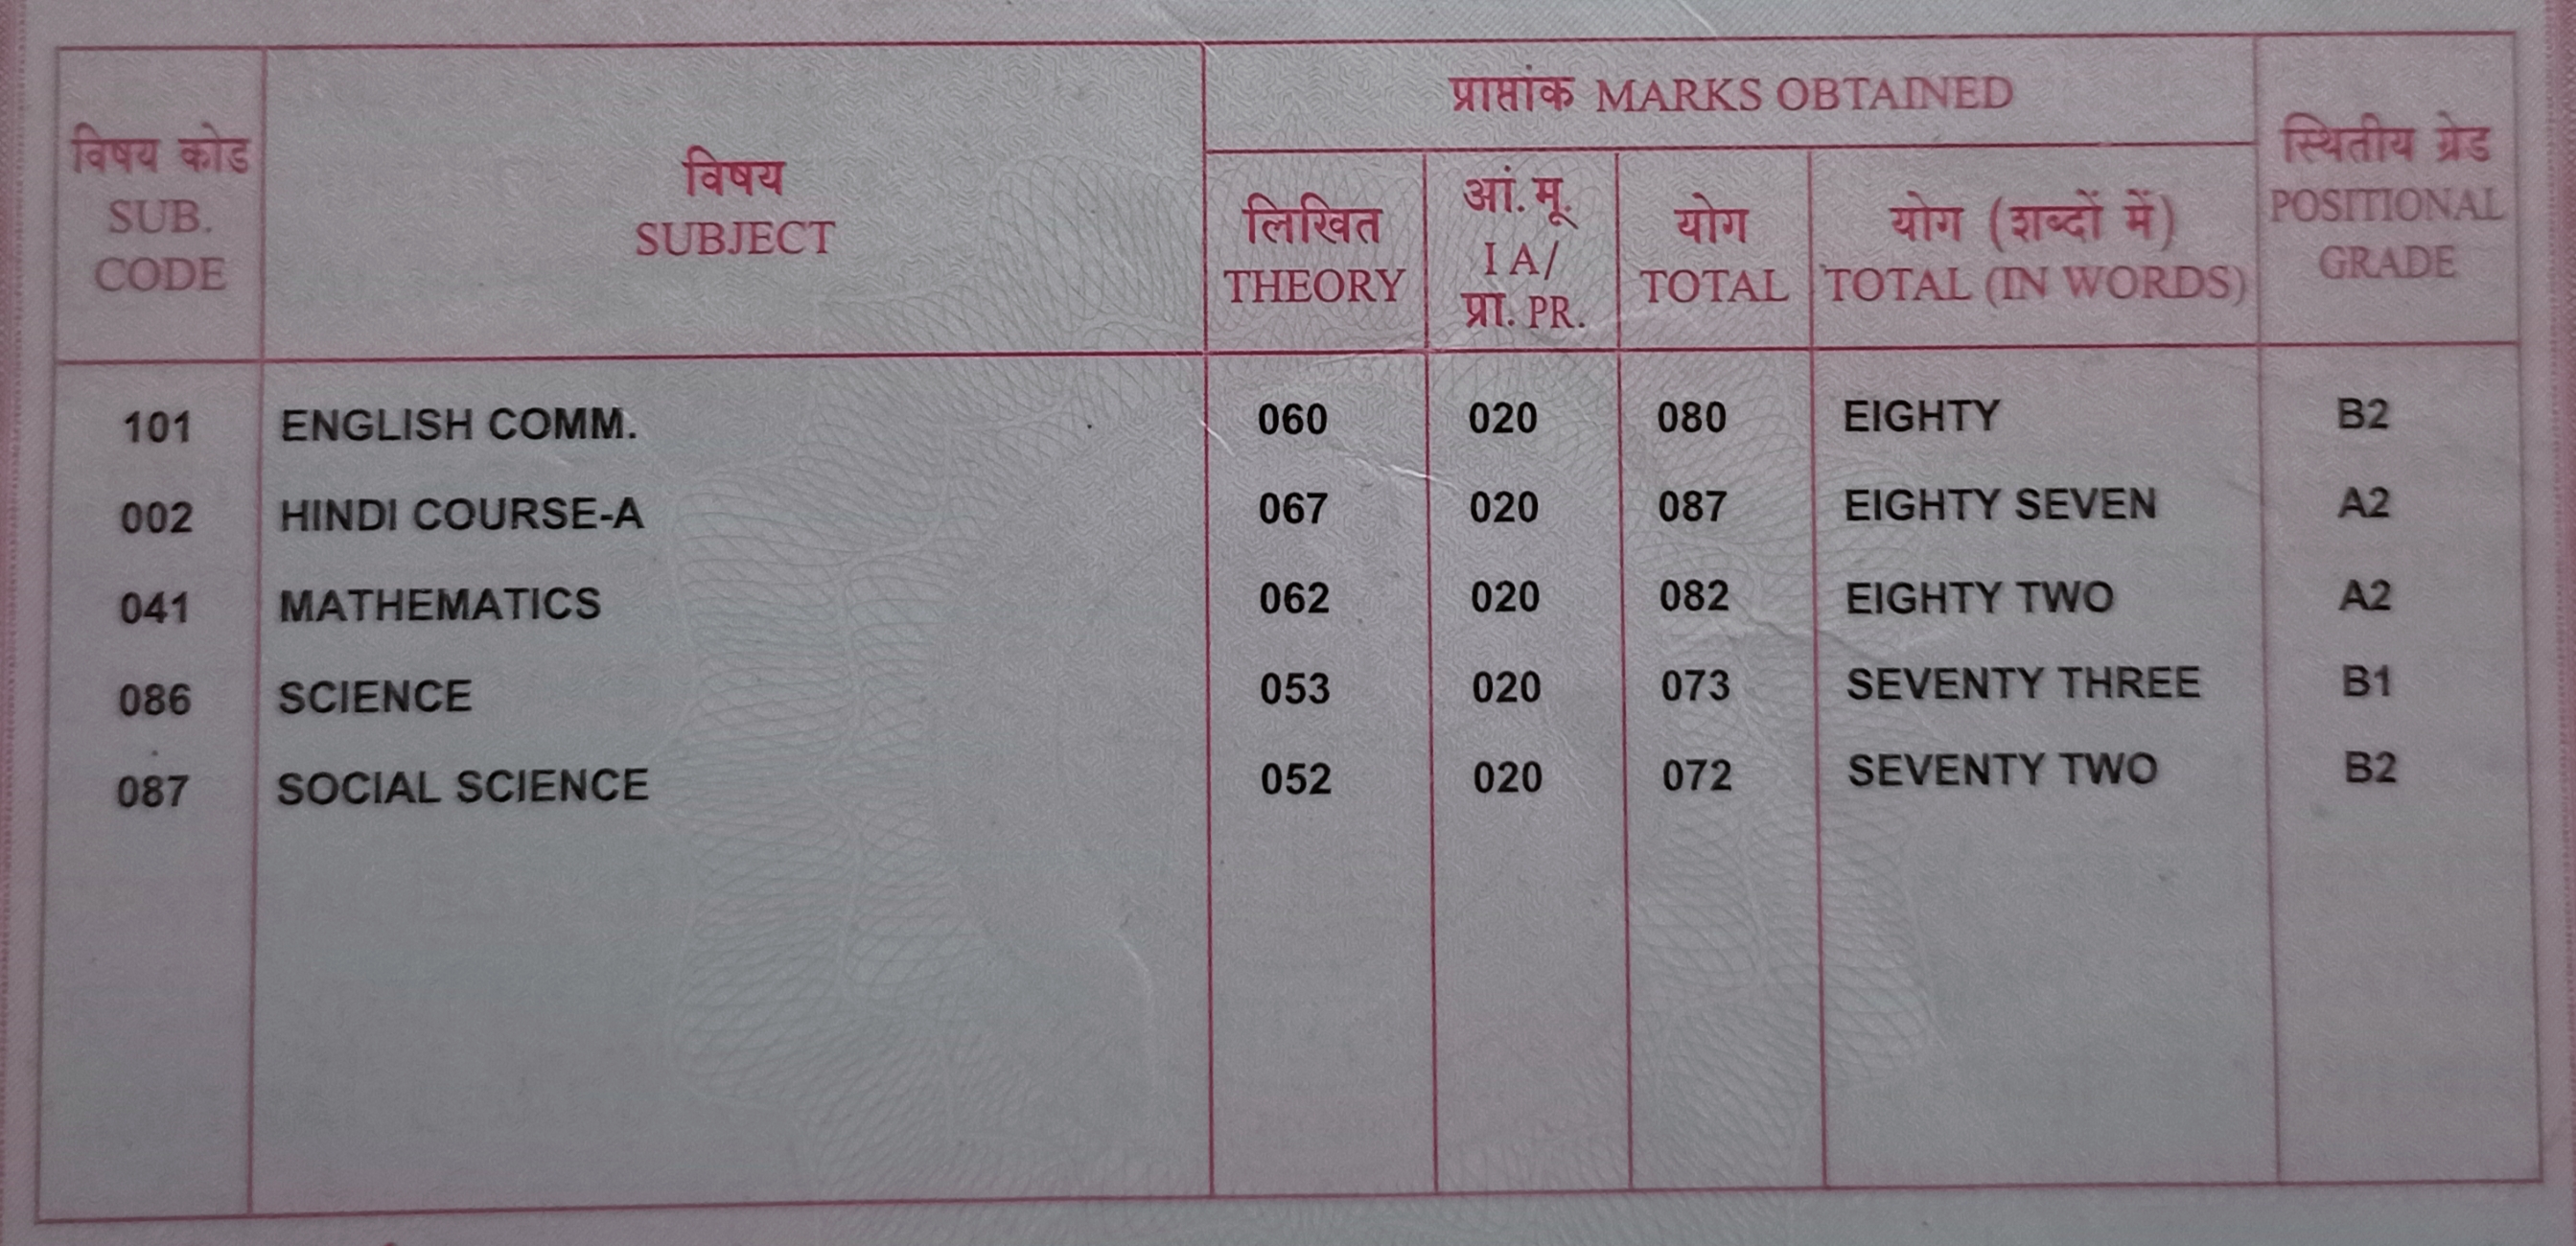 विषय कोड
SUB.
CODE
विषय
SUBJECT
प्राप्तांक MARKS OBTAINED
लिखित
THEORY
आं. मू.
I A/
प्रा. PR.
योग
TOTAL
योग (शब्दों में)
TOTAL (IN WORDS)
स्थितीय ग्रेड
POSITIONAL
GRADE
101 ENGLISH COMM. 060 020 080 EIGHTY B2
002 HINDI COURSE-A 067 020 087 EIGHTY SEVEN A2
041 MATHEMATICS 062 020 082 EIGHTY TWO A2
086 SCIENCE 053 020 073 SEVENTY THREE B1
087 SOCIAL SCIENCE 052 020 072 SEVENTY TWO B2